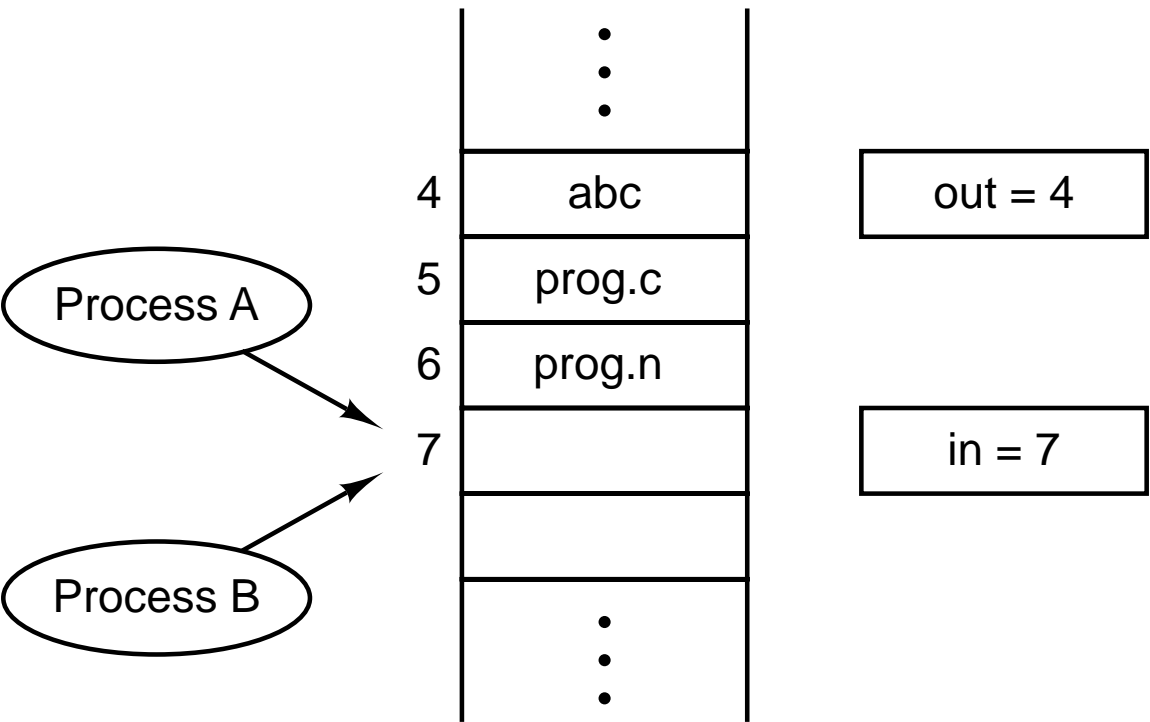 4 abc out = 4
5 prog.c
Process A
6 prog.n
7 in = 7
Process B